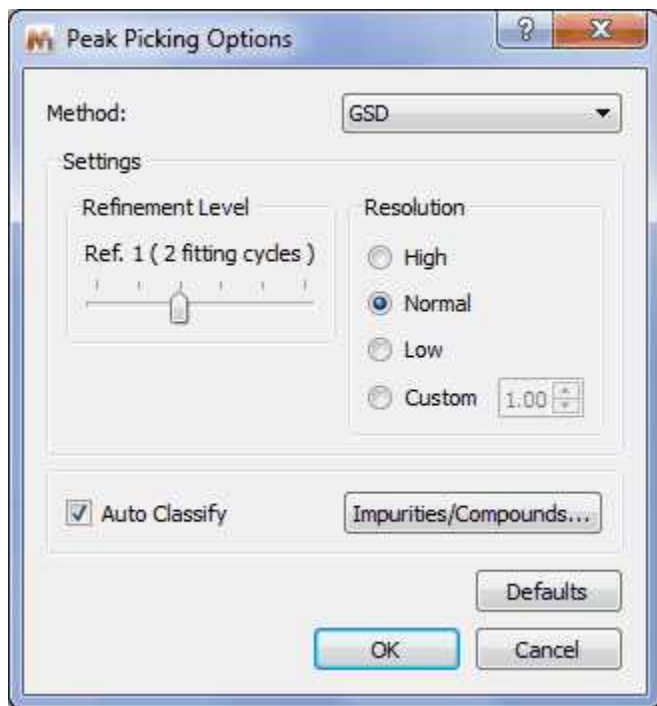 Peak Picking Options
?
X
Method:
GSD
Settings
Refinement Level
Ref. 1 ( 2 fitting cycles )
Resolution
High
Normal
Low
Custom
1.00
Auto Classify
Impurities/Compounds...
Defaults
OK
Cancel